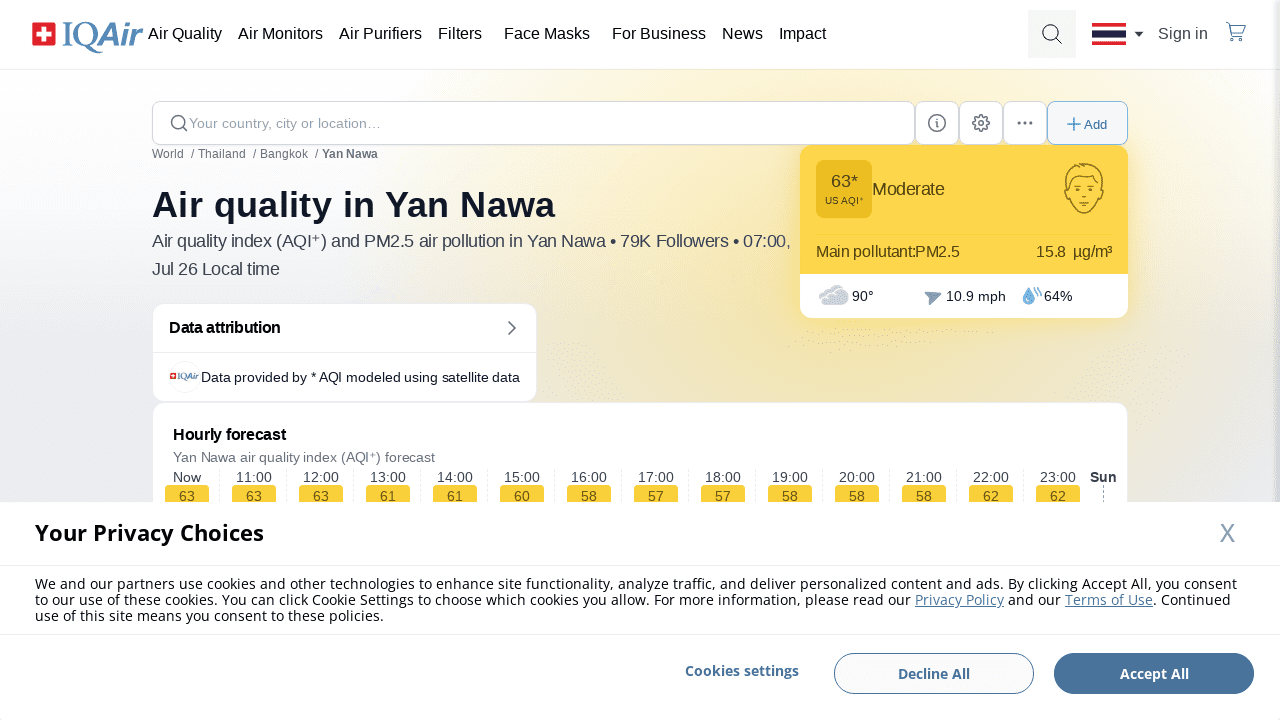 IQAir Air Quality Air Monitors Air Purifiers Filters Face Masks For Business News Impact Sign in
Your country, city or location… Add
World / Thailand / Bangkok / Yan Nawa
Air quality in Yan Nawa
Air quality index (AQI⁺) and PM2.5 air pollution in Yan Nawa • 79K Followers • 07:00,
Jul 26 Local time
63*
US AQI⁺
Moderate
Main pollutant: PM2.5 15.8 µg/m³
90° 10.9 mph 64%
Data attribution
IQAir Data provided by * AQI modeled using satellite data
Hourly forecast
Yan Nawa air quality index (AQI⁺) forecast
Now 11:00 12:00 13:00 14:00 15:00 16:00 17:00 18:00 19:00 20:00 21:00 22:00 23:00 Sun
63 63 63 61 61 60 58 57 57 58 58 58 62 62
Your Privacy Choices X
We and our partners use cookies and other technologies to enhance site functionality, analyze traffic, and deliver personalized content and ads. By clicking Accept All, you consent
to our use of these cookies. You can click Cookie Settings to choose which cookies you allow. For more information, please read our Privacy Policy and our Terms of Use. Continued
use of this site means you consent to these policies.
Cookies settings Decline All Accept All